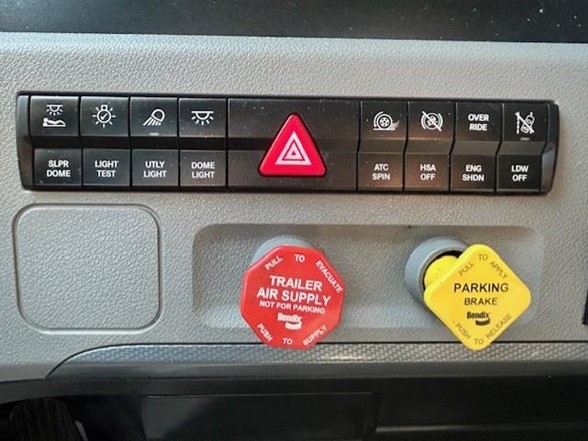 OVER
RIDE
SLPR
DOME
LIGHT
TEST
UTLY
LIGHT
DOME
LIGHT
ATC
SPIN
HSA
OFF
ENG
SHDN
LDW
OFF
PULL TO EVACUATE
TRAILER
AIR SUPPLY
NOT FOR PARKING
Bendix
PUSH TO SUPPLY
PULL TO APPLY
PARKING
BRAKE
Bendix
PUSH TO RELEASE